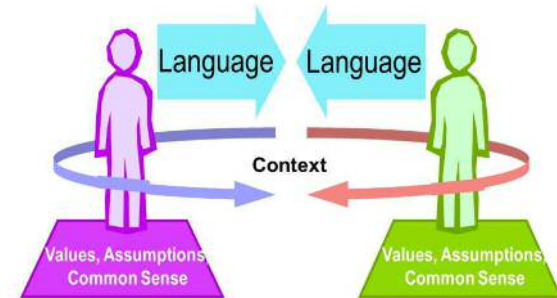 Language
Language
Context
Values, Assumptions
Common Sense
Values, Assumptions,
Common Sense